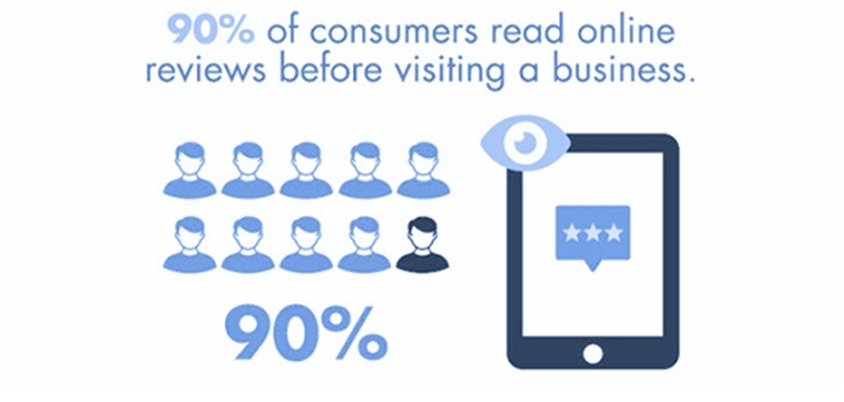 90% of consumers read online
reviews before visiting a business.
90%